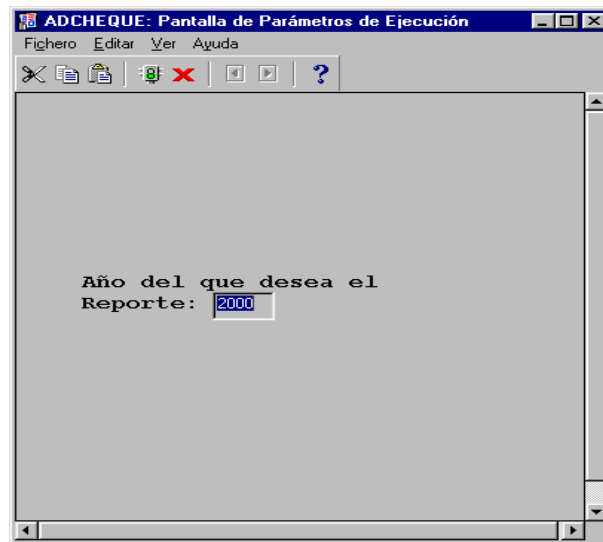 ADCHEQUE: Pantalla de Parámetros de Ejecución
Fichero Editar Ver Ayuda
Año del que desea el
Reporte: 2000